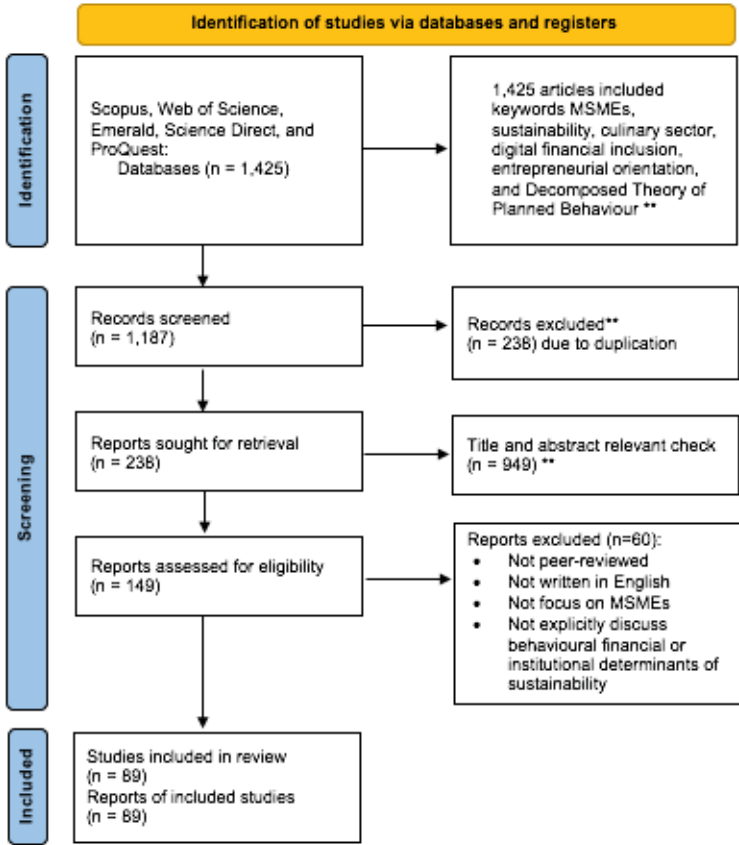 Identification of studies via databases and registers
Identification
Scopus, Web of Science,
Emerald, Science Direct, and
ProQuest:
Databases (n = 1,425)
1,425 articles included
keywords MSMEs,
sustainability, culinary sector,
digital financial inclusion,
entrepreneurial orientation,
and Decomposed Theory of
Planned Behaviour **
Screening
Records screened
(n = 1,187)
Records excluded**
(n = 238) due to duplication
Reports sought for retrieval
(n = 238)
Title and abstract relevant check
(n = 949) **
Reports assessed for eligibility
(n = 149)
Reports excluded (n=60):
• Not peer-reviewed
• Not written in English
• Not focus on MSMEs
• Not explicitly discuss
behavioural financial or
institutional determinants of
sustainability
Included
Studies included in review
(n = 89)
Reports of included studies
(n = 89)